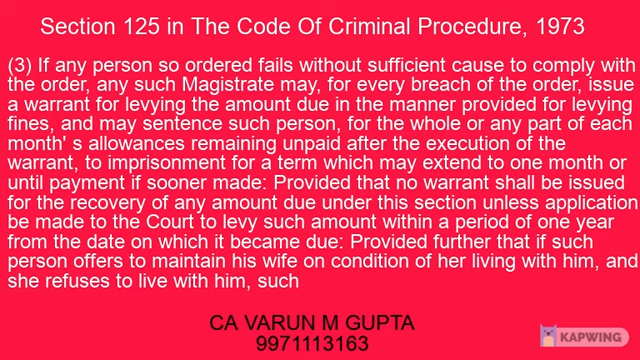 Section 125 in The Code Of Criminal Procedure, 1973
(3) If any person so ordered fails without sufficient cause to comply with
the order, any such Magistrate may, for every breach of the order, issue
a warrant for levying the amount due in the manner provided for levying
fines, and may sentence such person, for the whole or any part of each
month' s allowances remaining unpaid after the execution of the
warrant, to imprisonment for a term which may extend to one month or
until payment if sooner made: Provided that no warrant shall be issued
for the recovery of any amount due under this section unless application
be made to the Court to levy such amount within a period of one year
from the date on which it became due: Provided further that if such
person offers to maintain his wife on condition of her living with him, and
she refuses to live with him, such
CA VARUN M GUPTA
9971113163
KAPWING